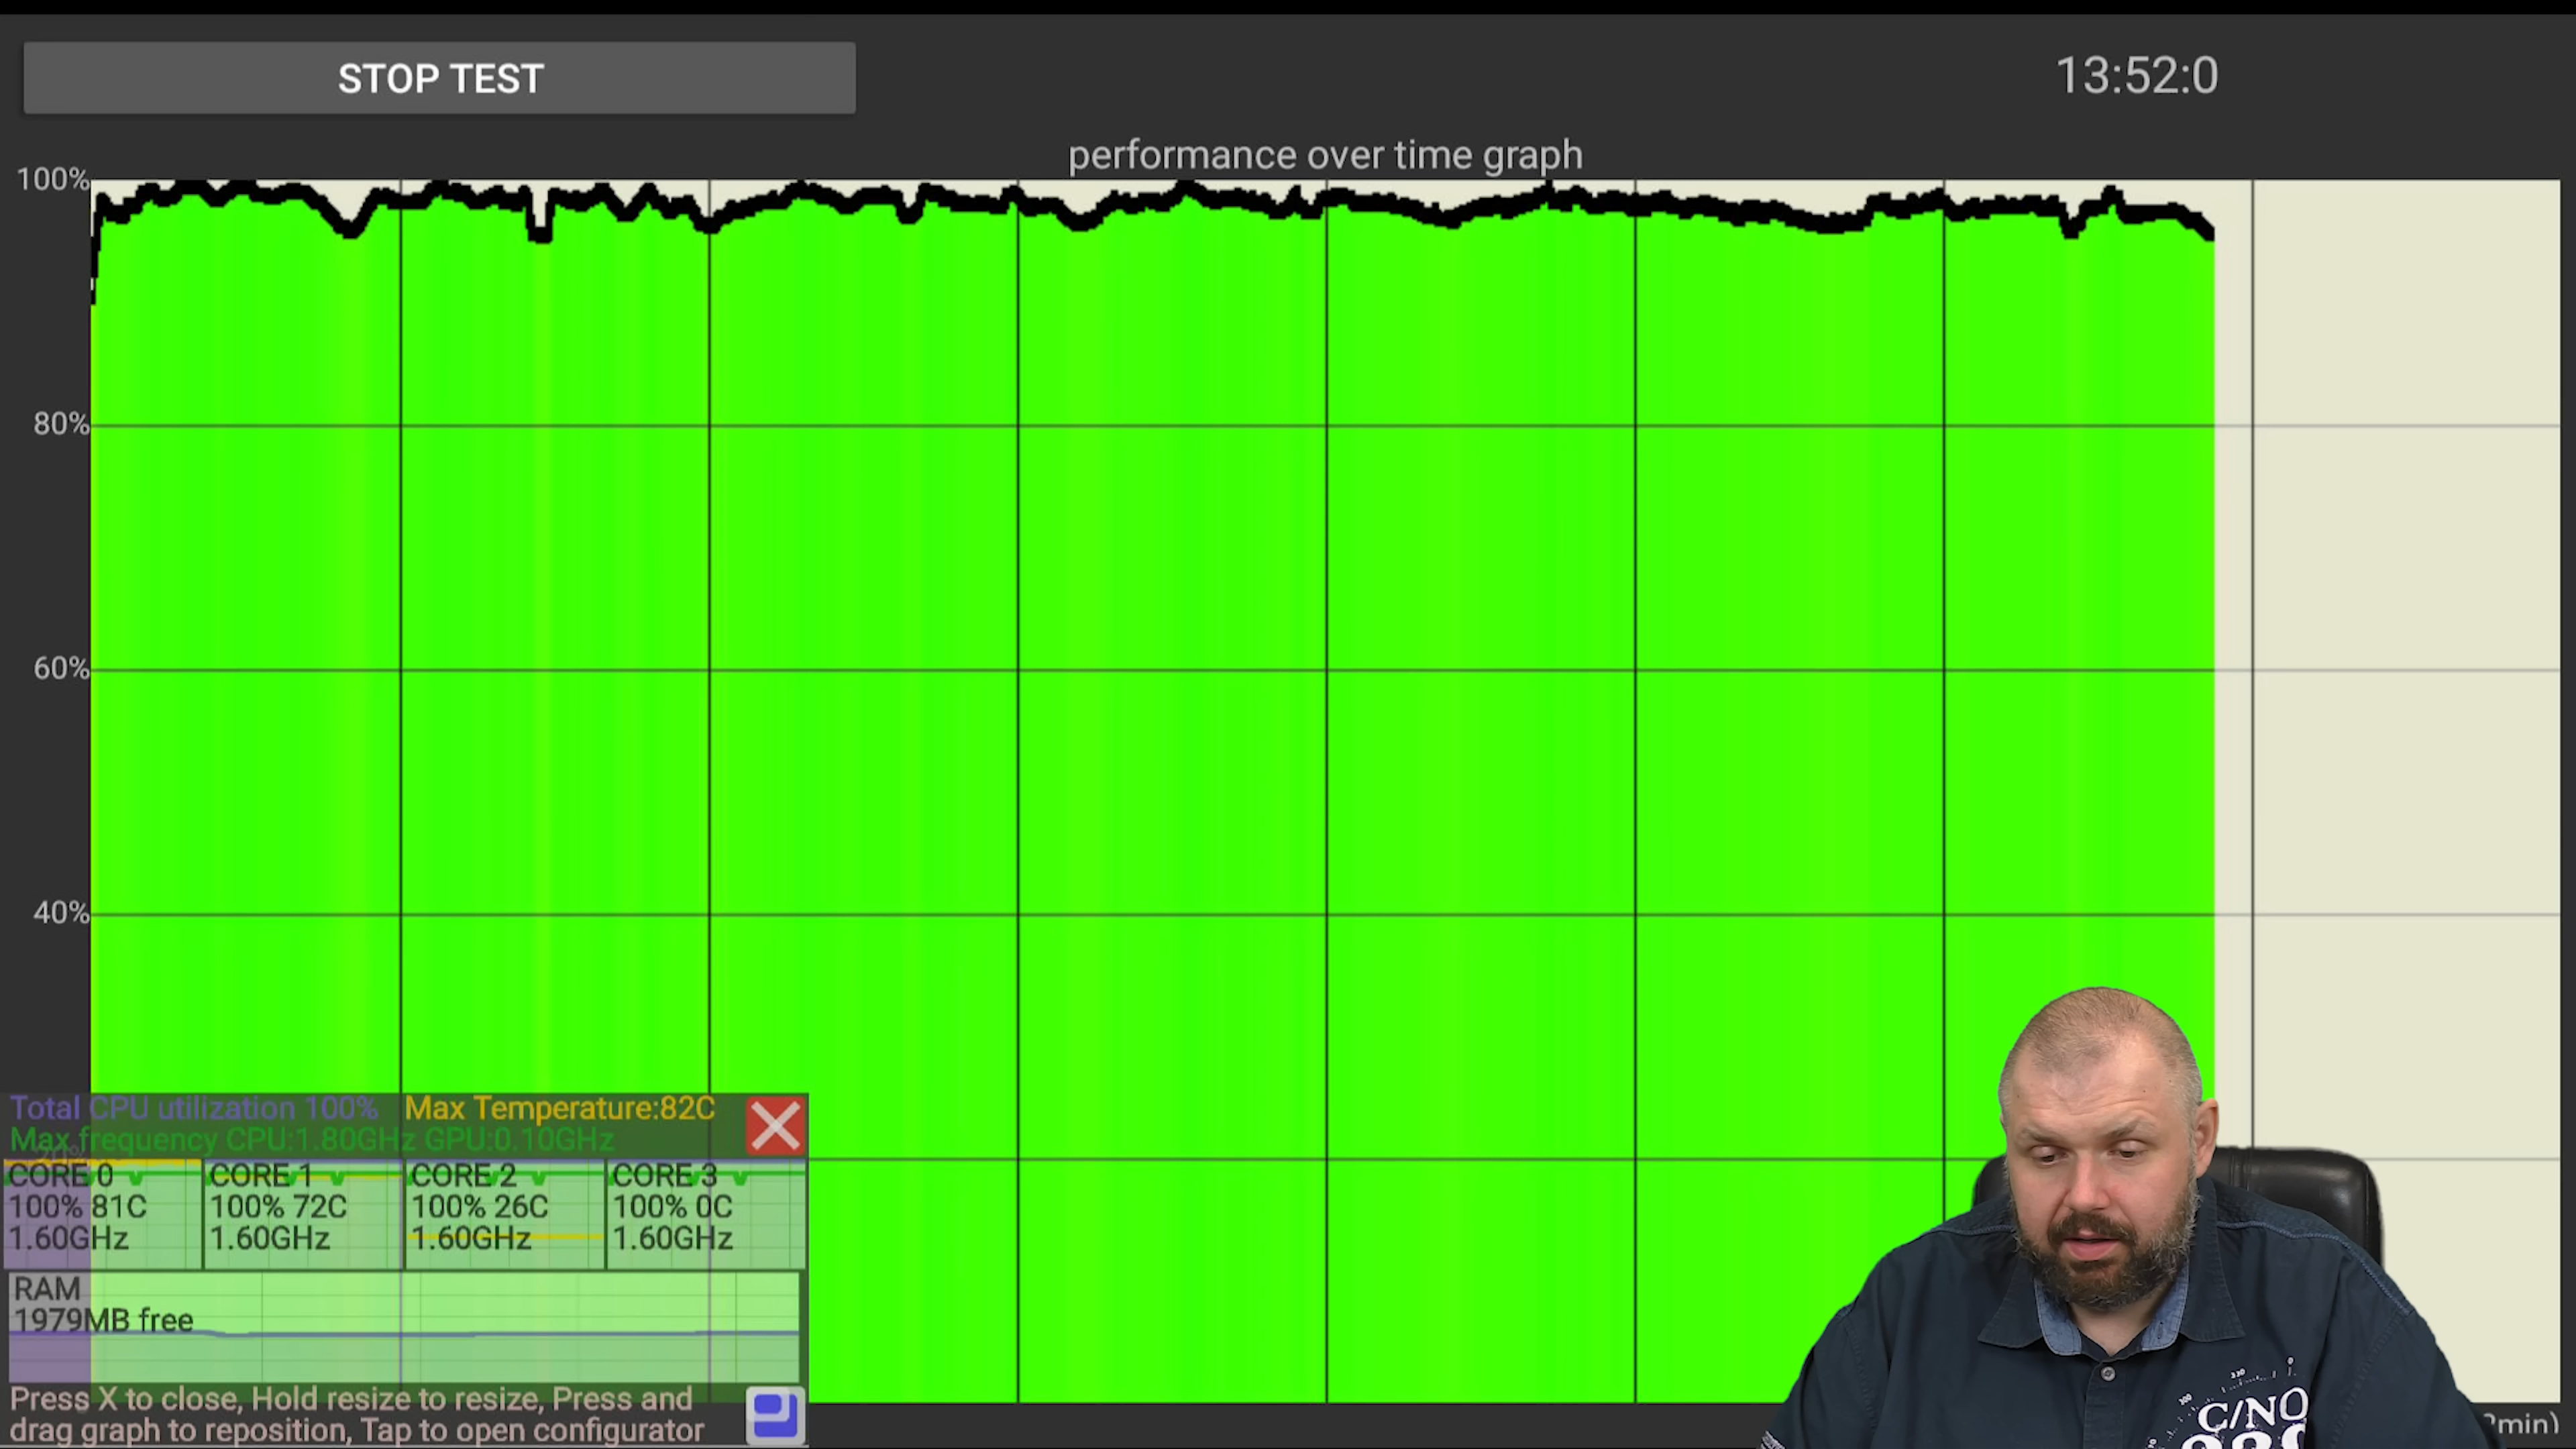 STOP TEST
13:52:0
performance over time graph
100%
80%
60%
40%
Total CPU utilization 100% Max Temperature:82C
Max frequency CPU:1.80GHz GPU:0.10GHz
20%
CORE 0 CORE 1 CORE 2 CORE 3
100% 81C 100% 72C 100% 26C 100% 0C
1.60GHz 1.60GHz 1.60GHz 1.60GHz
RAM
1979MB free
Press X to close, Hold resize to resize, Press and
drag graph to reposition, Tap to open configurator
min)
C/NO